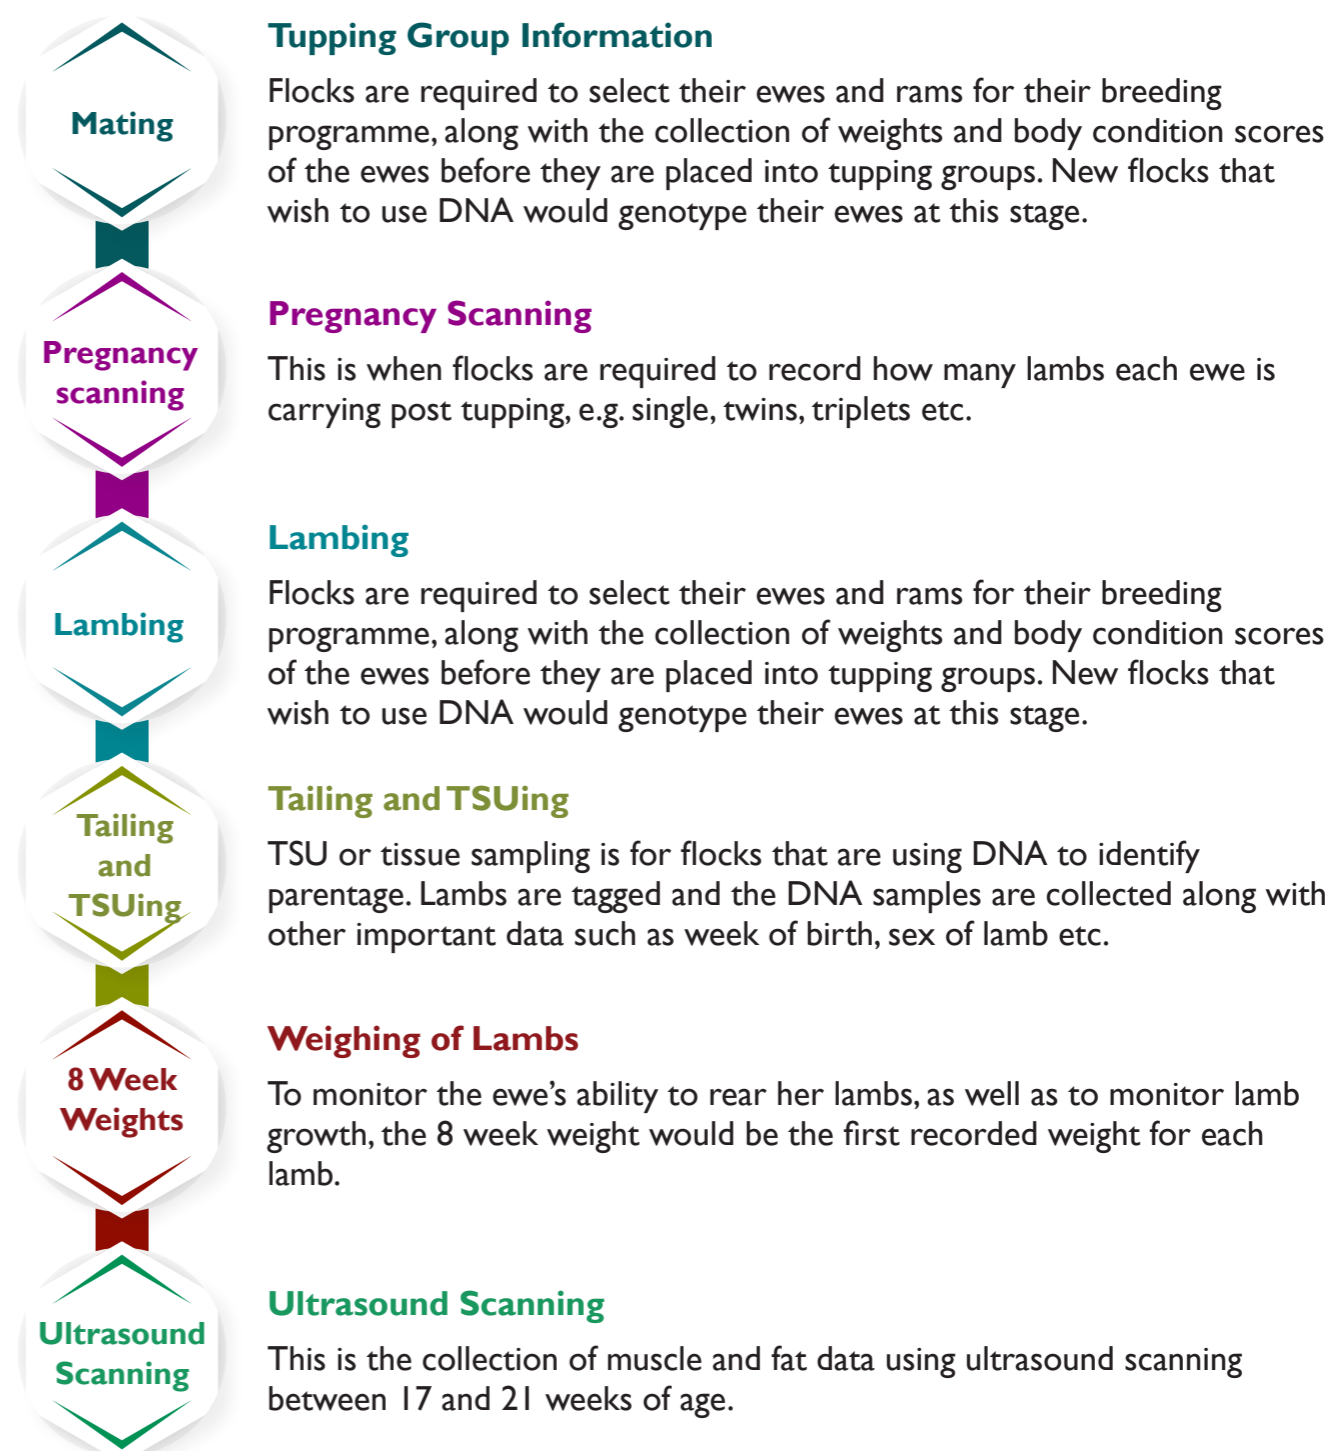 Mating
Tupping Group Information
Flocks are required to select their ewes and rams for their breeding
programme, along with the collection of weights and body condition scores
of the ewes before they are placed into tupping groups. New flocks that
wish to use DNA would genotype their ewes at this stage.
Pregnancy
scanning
Pregnancy Scanning
This is when flocks are required to record how many lambs each ewe is
carrying post tupping, e.g. single, twins, triplets etc.
Lambing
Lambing
Flocks are required to select their ewes and rams for their breeding
programme, along with the collection of weights and body condition scores
of the ewes before they are placed into tupping groups. New flocks that
wish to use DNA would genotype their ewes at this stage.
Tailing
and
TSUing
Tailing and TSUing
TSU or tissue sampling is for flocks that are using DNA to identify
parentage. Lambs are tagged and the DNA samples are collected along with
other important data such as week of birth, sex of lamb etc.
8 Week
Weights
Weighing of Lambs
To monitor the ewe’s ability to rear her lambs, as well as to monitor lamb
growth, the 8 week weight would be the first recorded weight for each
lamb.
Ultrasound
Scanning
Ultrasound Scanning
This is the collection of muscle and fat data using ultrasound scanning
between 17 and 21 weeks of age.